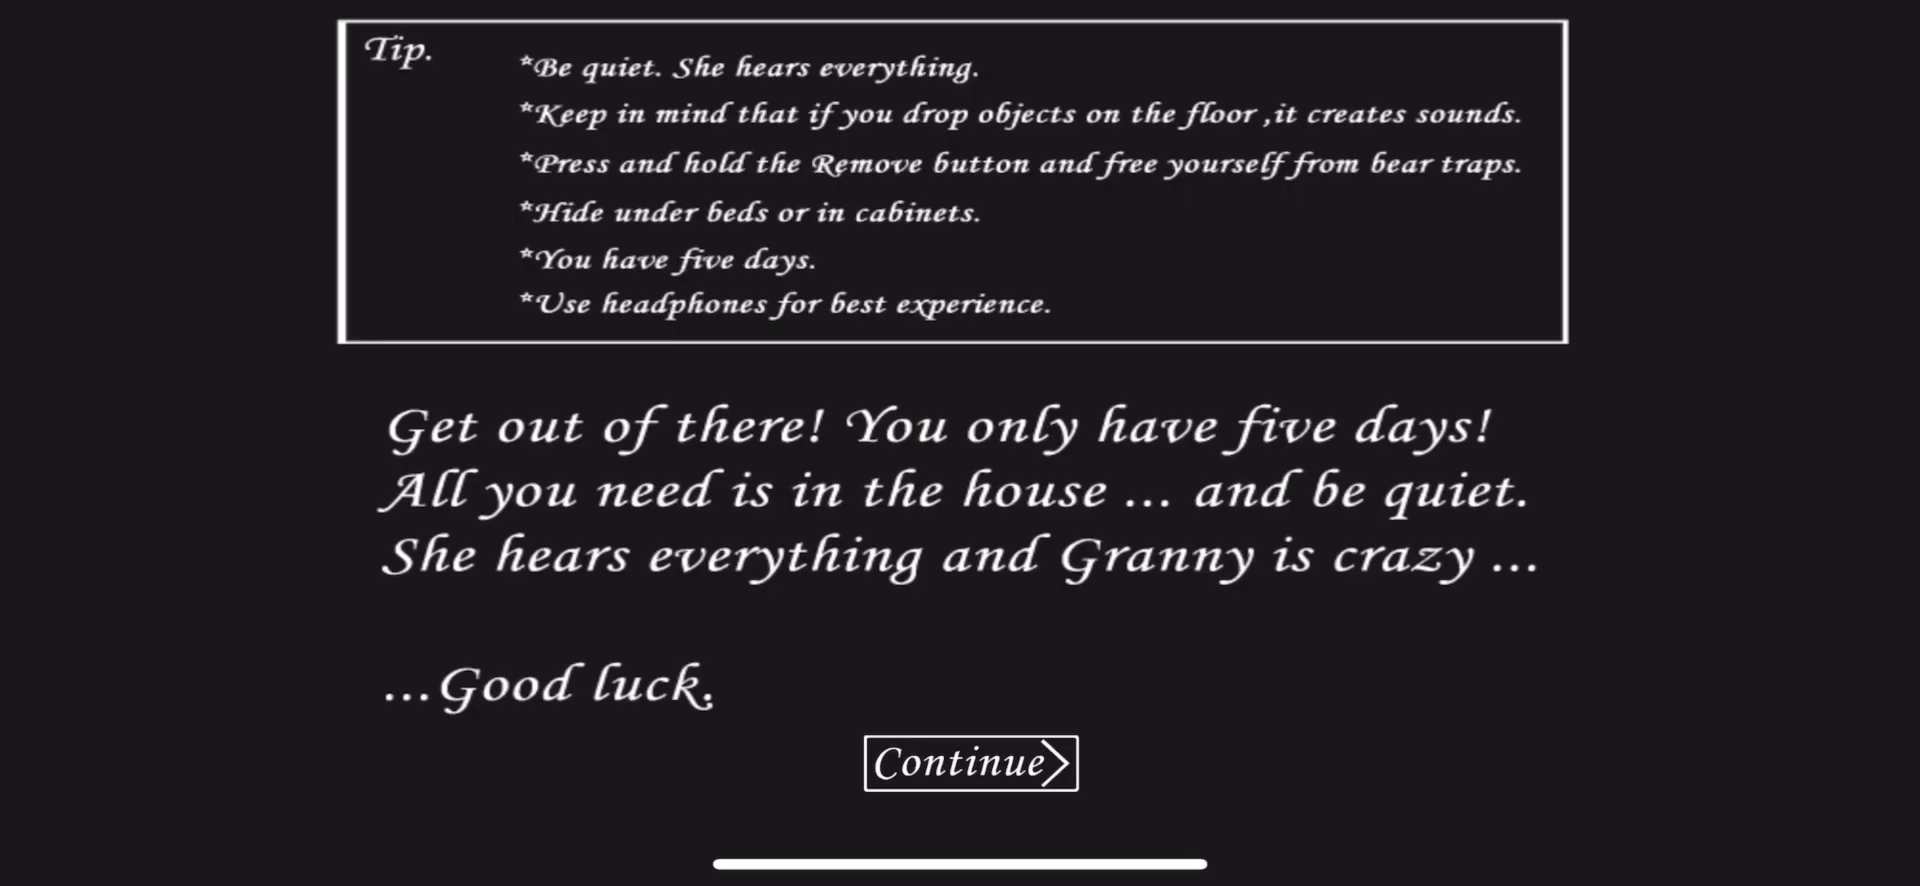 Tip.
*Be quiet. She hears everything.
*Keep in mind that if you drop objects on the floor ,it creates sounds.
*Press and hold the Remove button and free yourself from bear traps.
*Hide under beds or in cabinets.
*You have five days.
*Use headphones for best experience.
Get out of there! You only have five days!
All you need is in the house ... and be quiet.
She hears everything and Granny is crazy ...
...Good luck.
Continue>